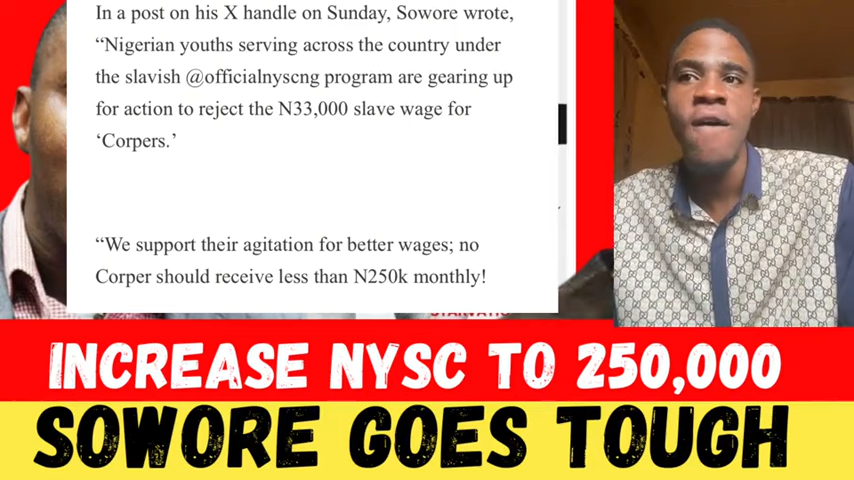 In a post on his X handle on Sunday, Sowore wrote,
“Nigerian youths serving across the country under
the slavish @officialnyscng program are gearing up
for action to reject the N33,000 slave wage for
‘Corpers.’
“We support their agitation for better wages; no
Corper should receive less than N250k monthly!
INCREASE NYSC TO 250,000
SOWORE GOES TOUGH